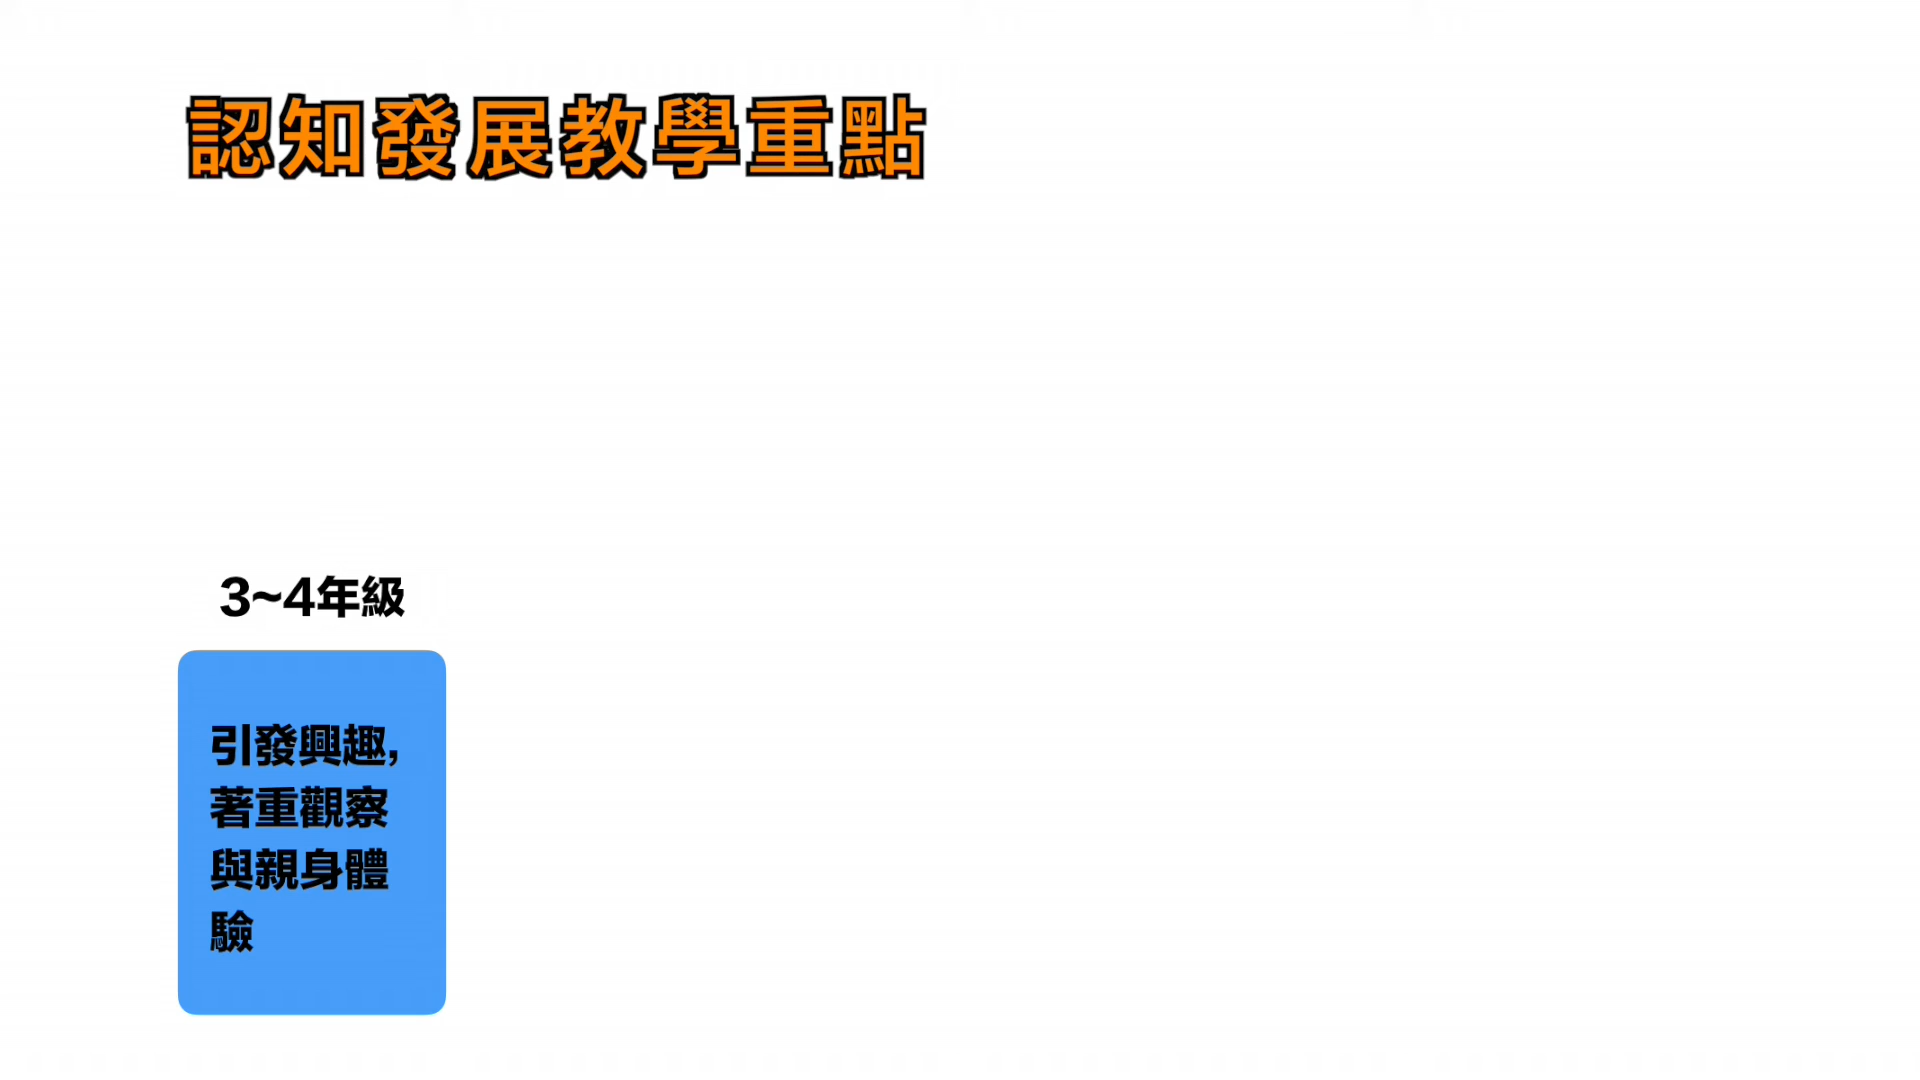 認知發展教學重點
3~4年級
引發興趣,
著重觀察
與親身體
驗